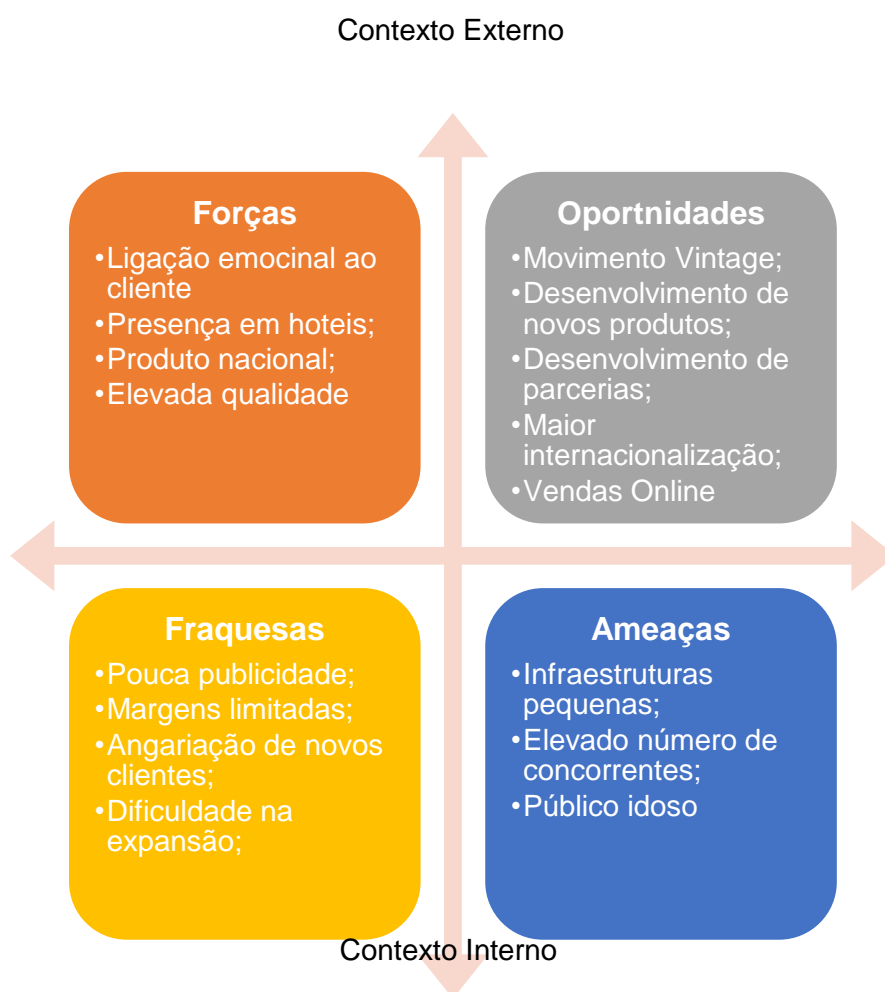 Contexto Externo
Forças
•Ligação emocinal ao
cliente
•Presença em hoteis;
•Produto nacional;
•Elevada qualidade
Oportnidades
•Movimento Vintage;
•Desenvolvimento de
novos produtos;
•Desenvolvimento de
parcerias;
•Maior
internacionalização;
•Vendas Online
Fraquesas
•Pouca publicidade;
•Margens limitadas;
•Angariação de novos
clientes;
•Dificuldade na
expansão;
Ameaças
•Infraestruturas
pequenas;
•Elevado número de
concorrentes;
•Público idoso
Contexto Interno